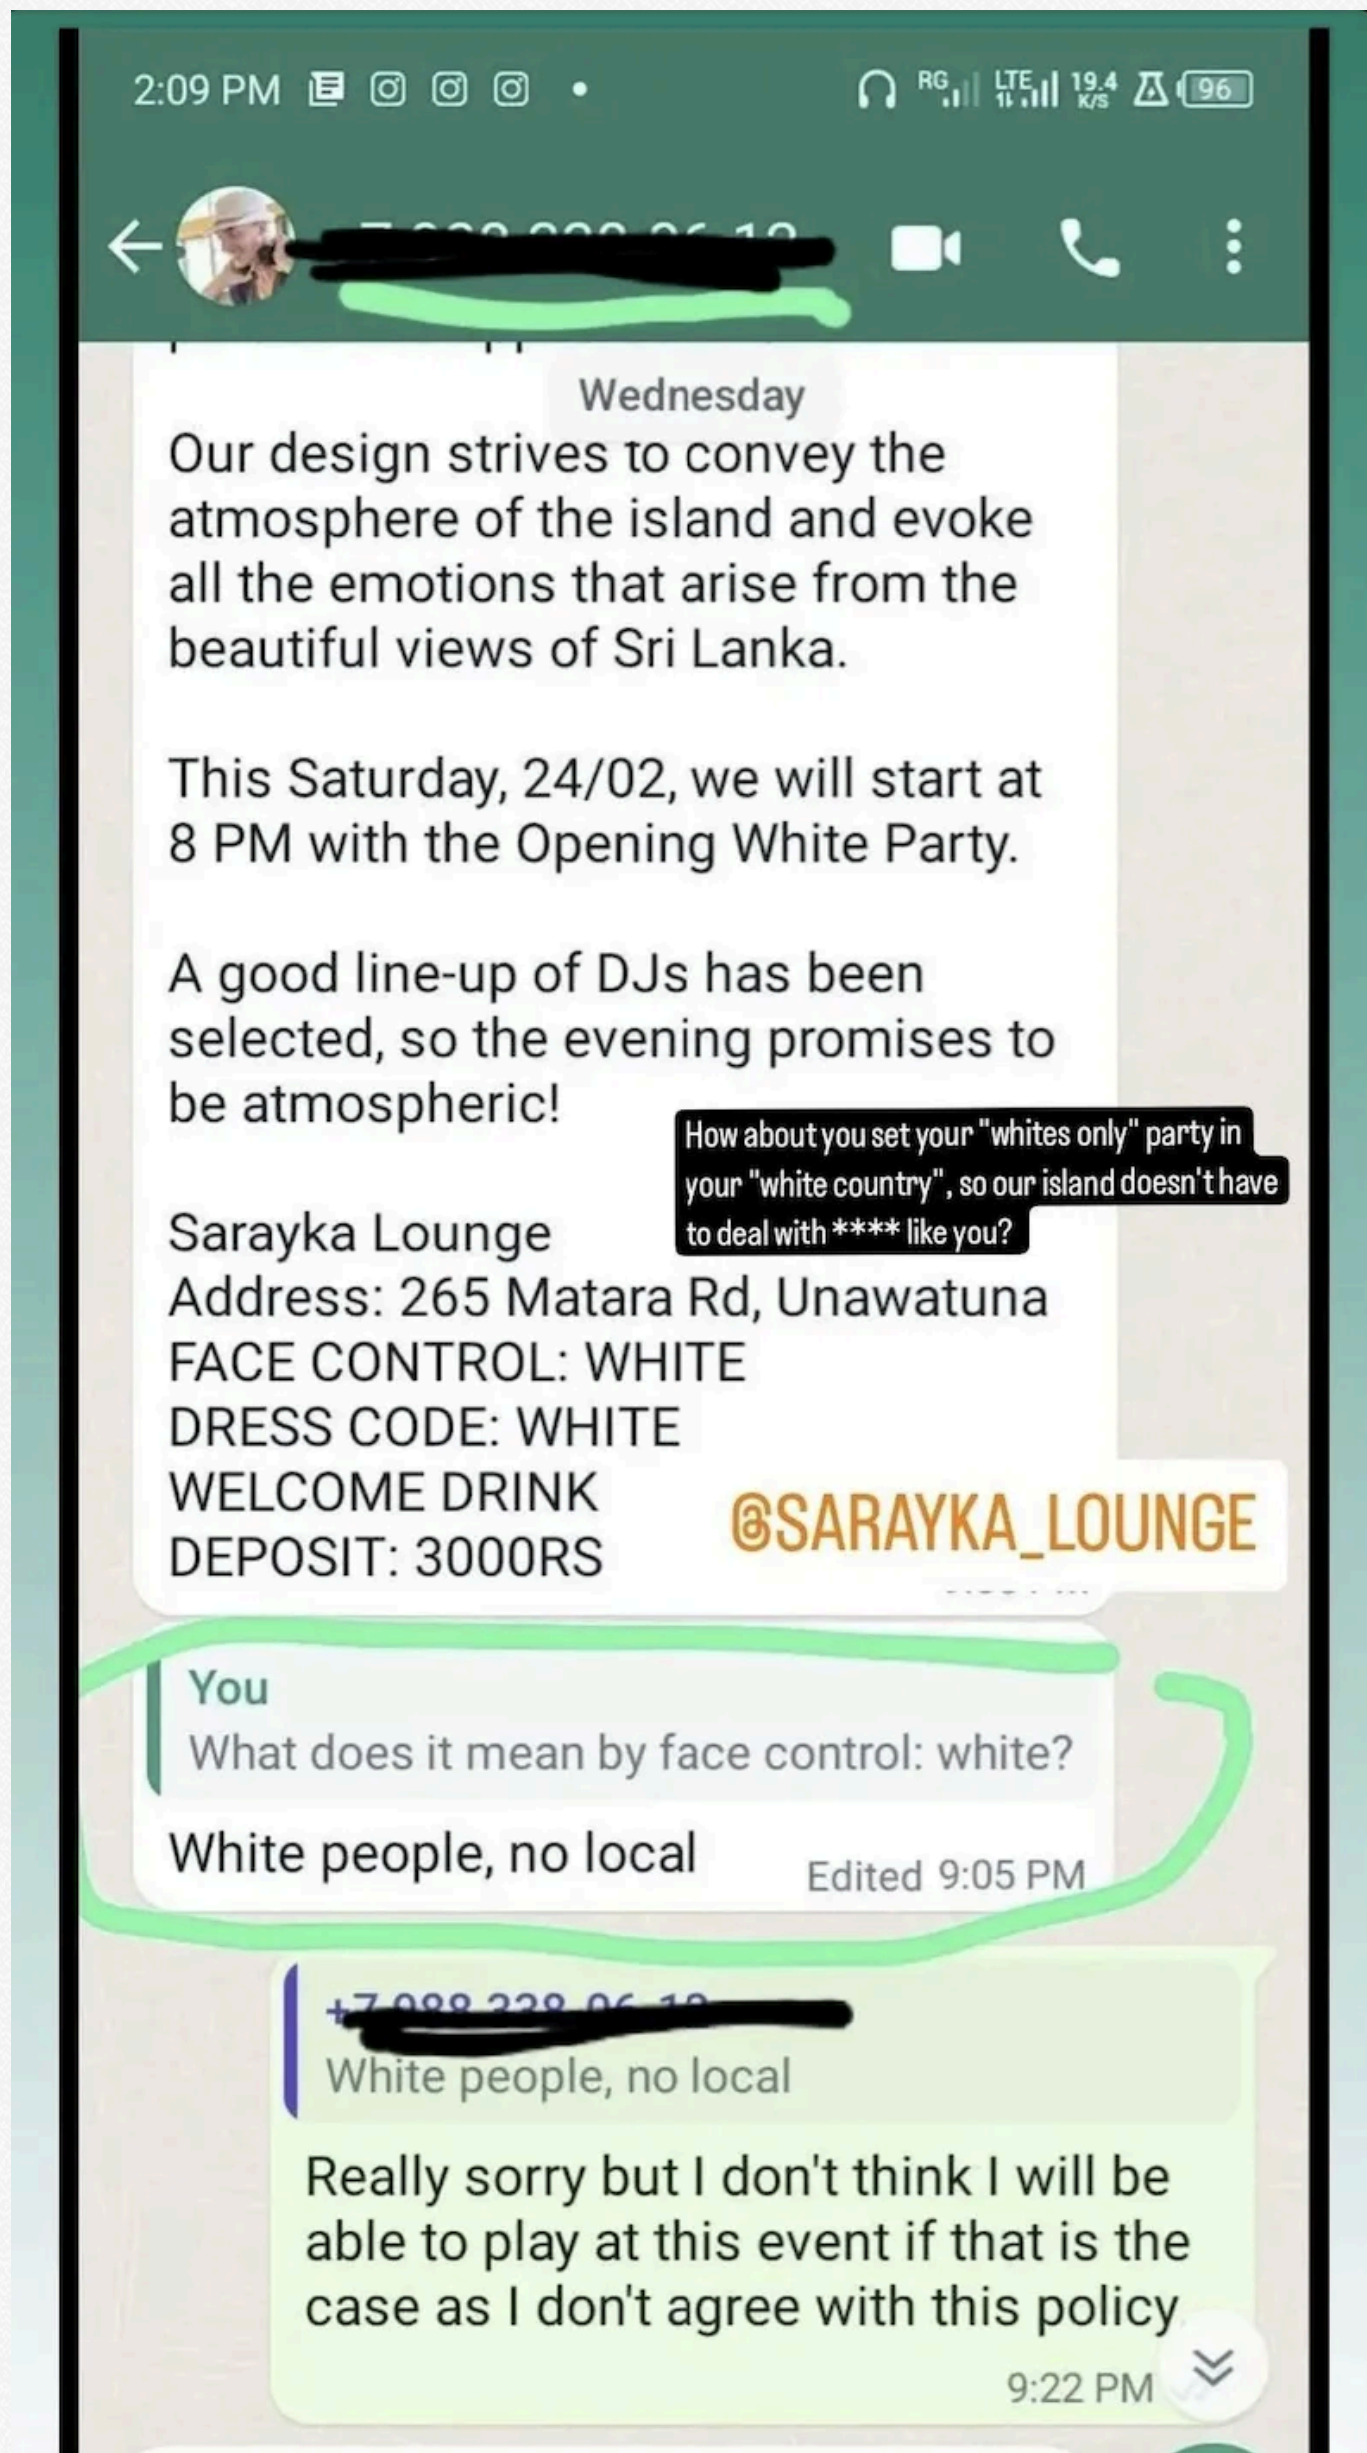 2:09 PM
RG LTE 19.4 K/S 96
Wednesday
Our design strives to convey the
atmosphere of the island and evoke
all the emotions that arise from the
beautiful views of Sri Lanka.
This Saturday, 24/02, we will start at
8 PM with the Opening White Party.
A good line-up of DJs has been
selected, so the evening promises to
be atmospheric!
How about you set your "whites only" party in
your "white country", so our island doesn't have
to deal with **** like you?
Sarayka Lounge
Address: 265 Matara Rd, Unawatuna
FACE CONTROL: WHITE
DRESS CODE: WHITE
WELCOME DRINK
DEPOSIT: 3000RS
@SARAYKA_LOUNGE
You
What does it mean by face control: white?
White people, no local
Edited 9:05 PM
White people, no local
Really sorry but I don't think I will be
able to play at this event if that is the
case as I don't agree with this policy
9:22 PM